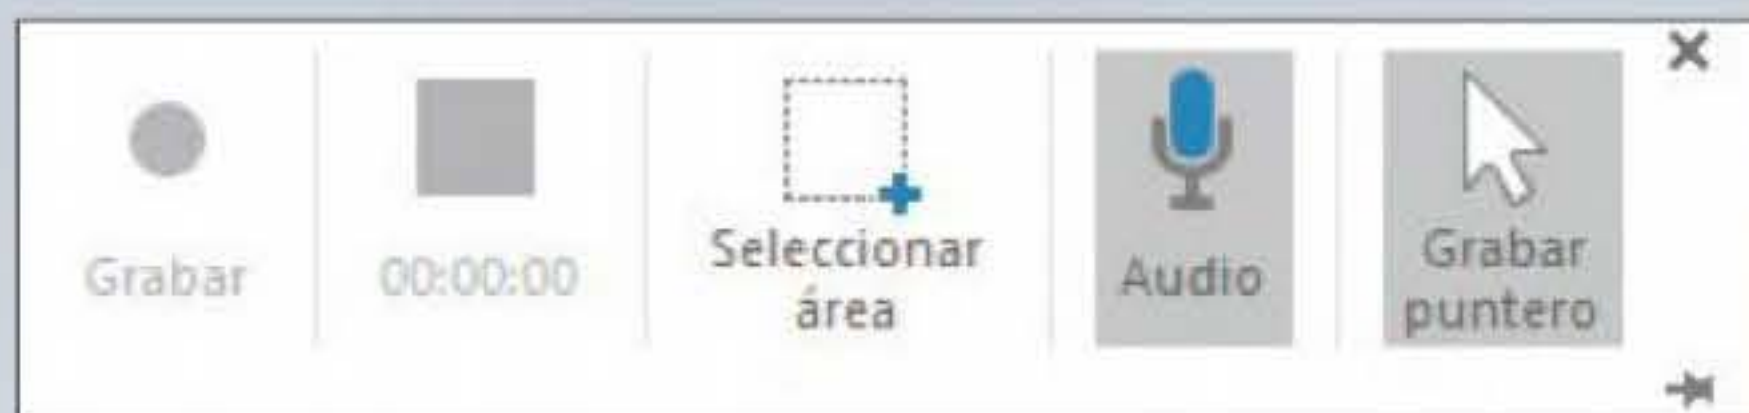 Grabar
00:00:00
Seleccionar
área
Audio
Grabar
puntero